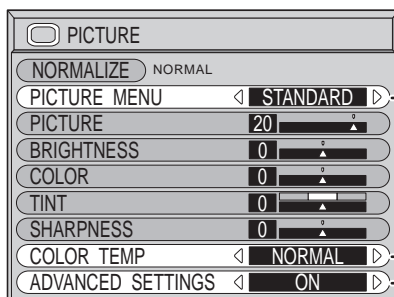 PICTURE
NORMALIZE NORMAL
PICTURE MENU STANDARD
PICTURE 20
BRIGHTNESS 0
COLOR 0
TINT 0
SHARPNESS 0
COLOR TEMP NORMAL
ADVANCED SETTINGS ON